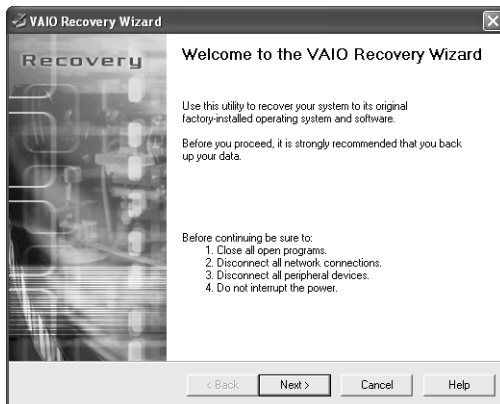 VAIO Recovery Wizard
Recovery
Welcome to the VAIO Recovery Wizard
Use this utility to recover your system to its original
factory-installed operating system and software.
Before you proceed, it is strongly recommended that you back
up your data.
Before continuing be sure to:
1. Close all open programs.
2. Disconnect all network connections.
3. Disconnect all peripheral devices.
4. Do not interrupt the power.
< Back
Next >
Cancel
Help